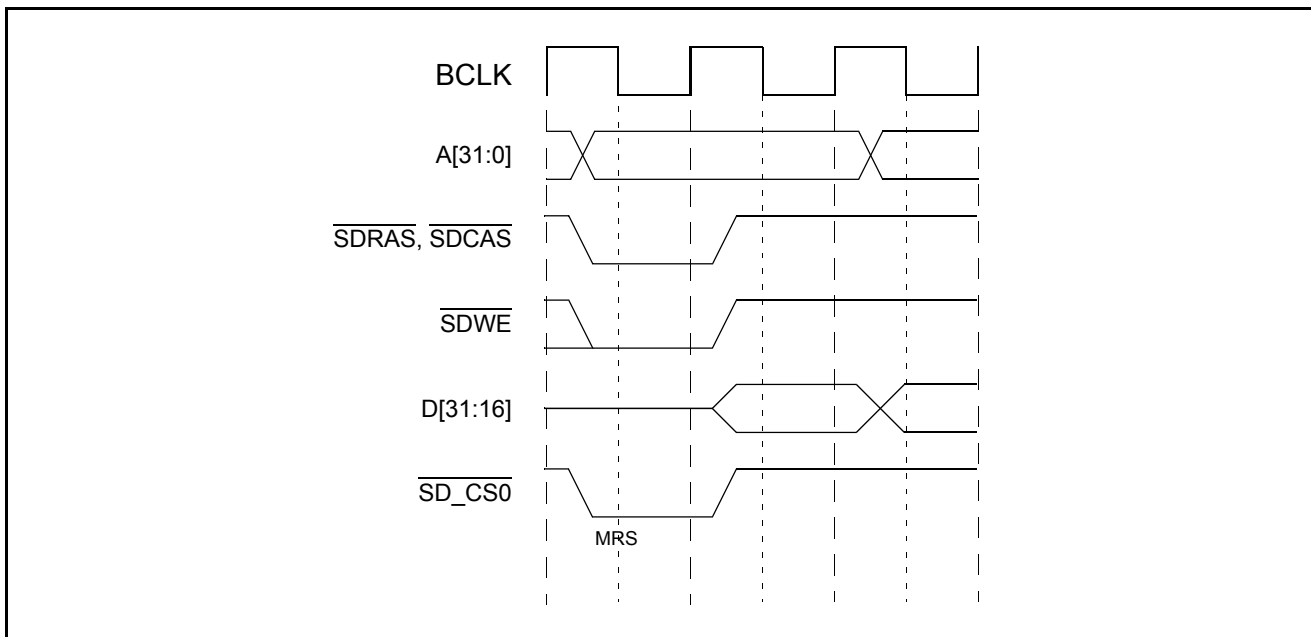 BCLK
A[31:0]
SDRAS, SDCAS
SDWE
D[31:16]
SD_CS0
MRS